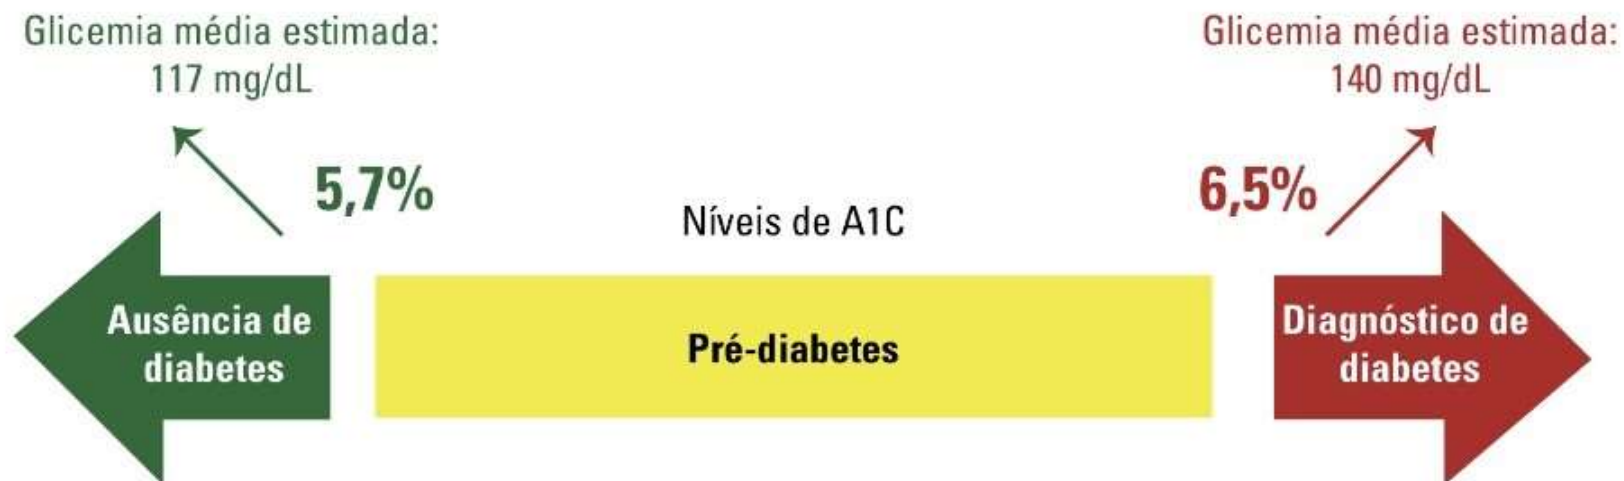 Glicemia média estimada:
117 mg/dL
Glicemia média estimada:
140 mg/dL
5,7%
6,5%
Níveis de A1C
Ausência de
diabetes
Pré-diabetes
Diagnóstico de
diabetes